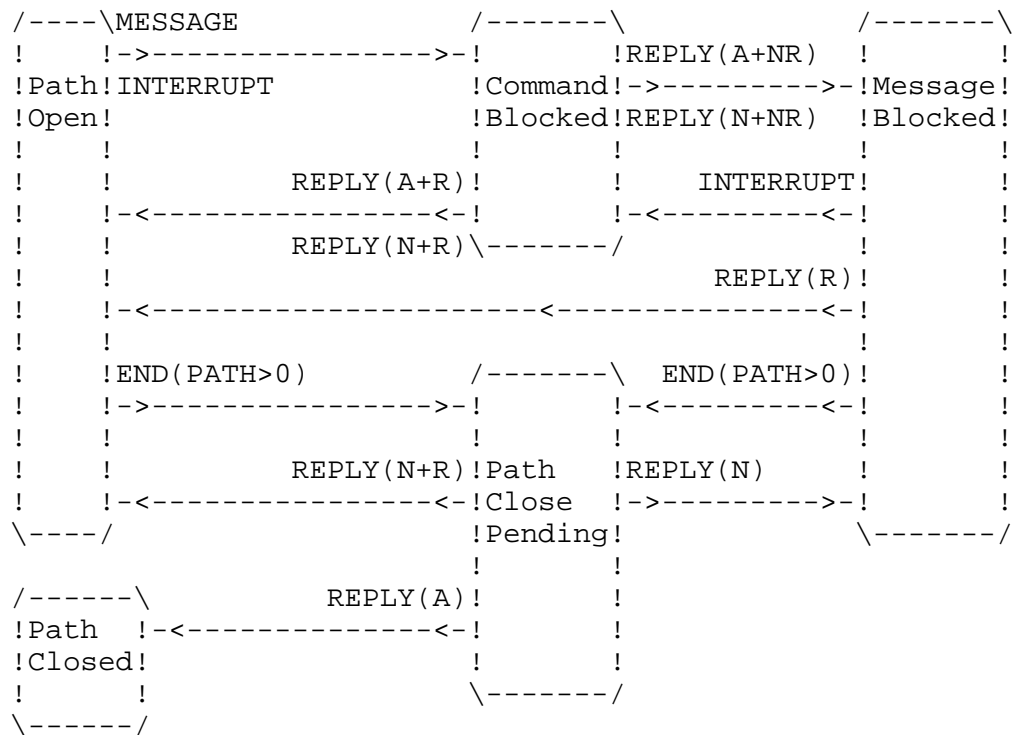 /----\MESSAGE               /-------\               /-------\
!    !->------------------>-!       !REPLY(A+NR)    !       !
!Path!INTERRUPT             !Command!->--------->-!Message!
!Open!                      !Blocked!REPLY(N+NR)  !Blocked!
!    !                      !       !               !       !
!    !           REPLY(A+R)!       !     INTERRUPT!       !
!    !-<----------------<-!       !-<---------<-!       !
!    !           REPLY(N+R)\-------/               !       !
!    !                                     REPLY(R)!       !
!    !-<----------------------<---------------<-!       !
!    !                                              !       !
!    !END(PATH>0)          /-------\  END(PATH>0)!       !
!    !->---------------->-!       !-<---------<-!       !
!    !                      !       !               !       !
!    !           REPLY(N+R)!Path   !REPLY(N)       !       !
!    !-<----------------<-!Close  !->--------->-!       !
\----/                      !Pending!               \-------/
                            !       !
/------\           REPLY(A)!       !
!Path  !-<--------------<-!       !
!Closed!                    !       !
!      !                    \-------/
\------/